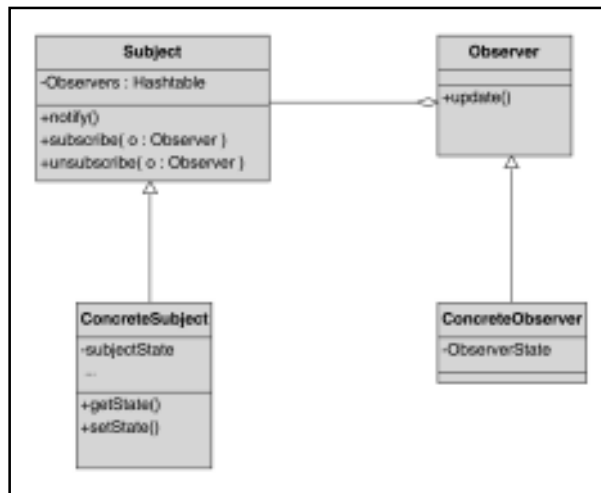 Subject
-Observers : Hashtable
+notify()
+subscribe( o : Observer )
+unsubscribe( o : Observer )
Observer
+update()
ConcreteSubject
-subjectState
...
+getState()
+setState()
ConcreteObserver
-ObserverState